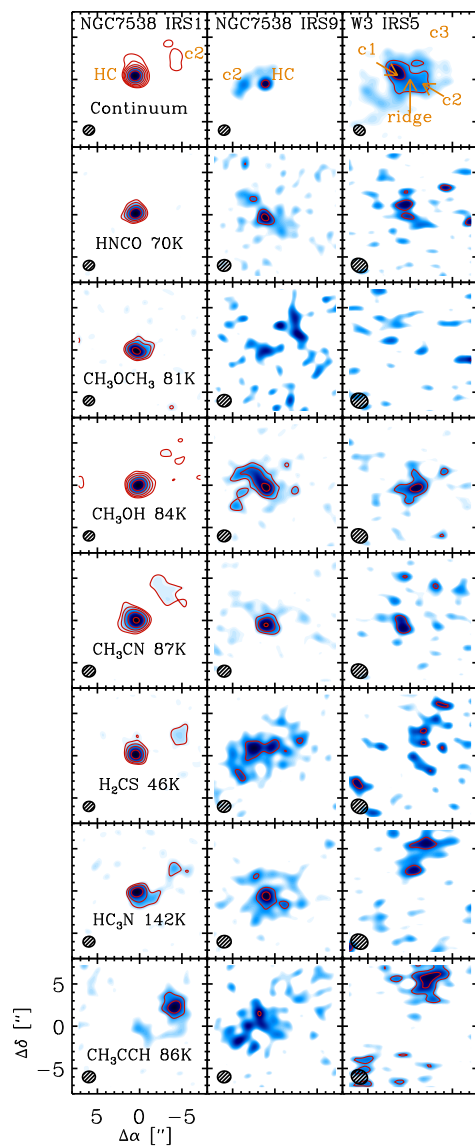 NGC7538 IRS1 NGC7538 IRS9 W3 IRS5
c2 c3
HC c2 HC c1
c2
Continuum ridge
HNCO 70K
CH₃OCH₃ 81K
CH₃OH 84K
CH₃CN 87K
H₂CS 46K
HC₃N 142K
CH₃CCH 86K
5
0
−5
Δδ ["]
5 0 −5
Δα ["]